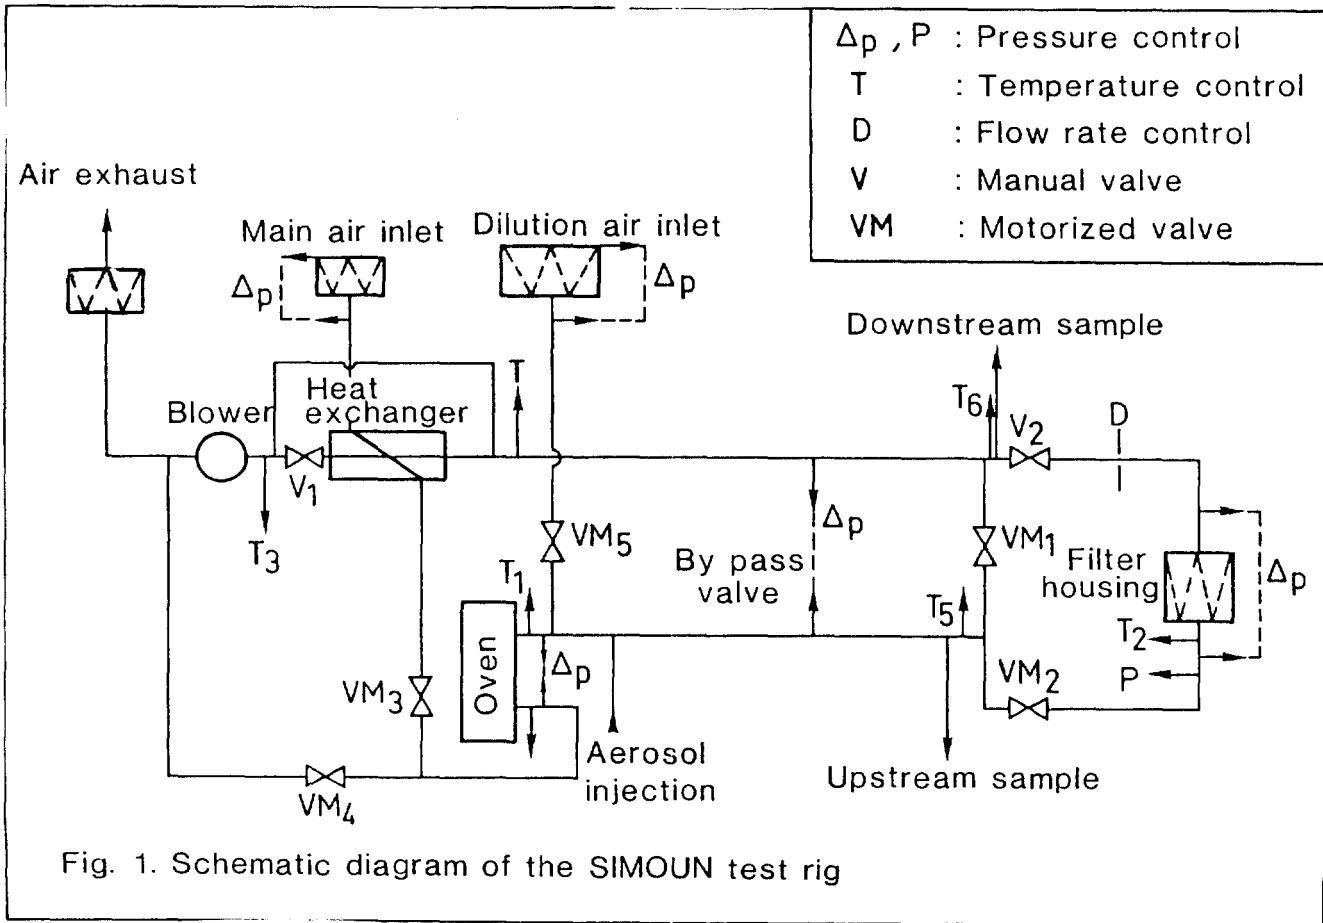 Δp , P : Pressure control
T : Temperature control
D : Flow rate control
V : Manual valve
VM : Motorized valve
Air exhaust
Main air inlet
Dilution air inlet
Δp
Δp
Downstream sample
Heat
exchanger
Blower
T
T6
V2
D
V1
T3
VM5
Δp
VM1
By pass
valve
Filter
housing
Δp
T1
T5
T2
Oven
Δp
VM3
VM2
P
Aerosol
injection
Upstream sample
VM4
Fig. 1. Schematic diagram of the SIMOUN test rig